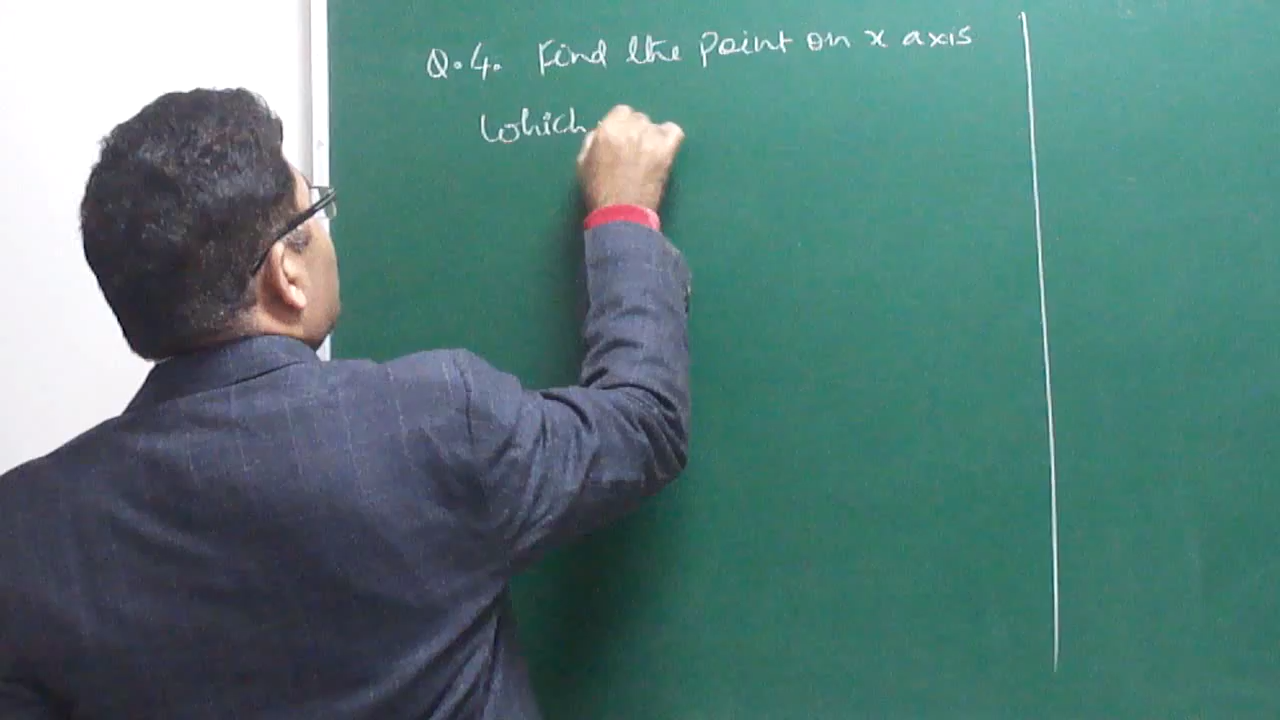 Q.4. Find the point on x axis
which